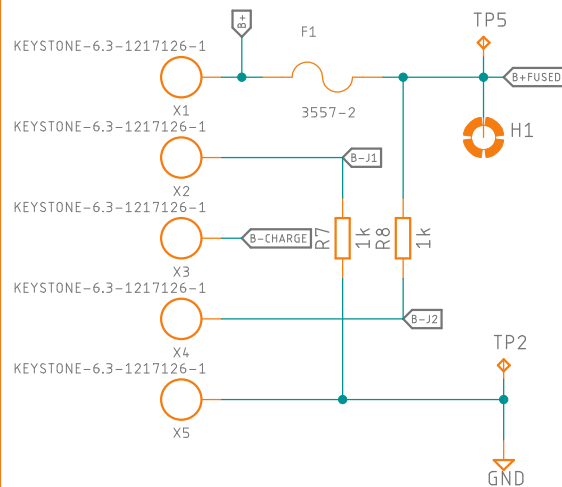 B+
F1
TP5
KEYSTONE-6.3-1217126-1
B+FUSED
X1
3557-2
H1
KEYSTONE-6.3-1217126-1
B-J1
X2
KEYSTONE-6.3-1217126-1
B-CHARGE
R7
1k
R8
1k
X3
KEYSTONE-6.3-1217126-1
B-J2
X4
TP2
KEYSTONE-6.3-1217126-1
X5
GND